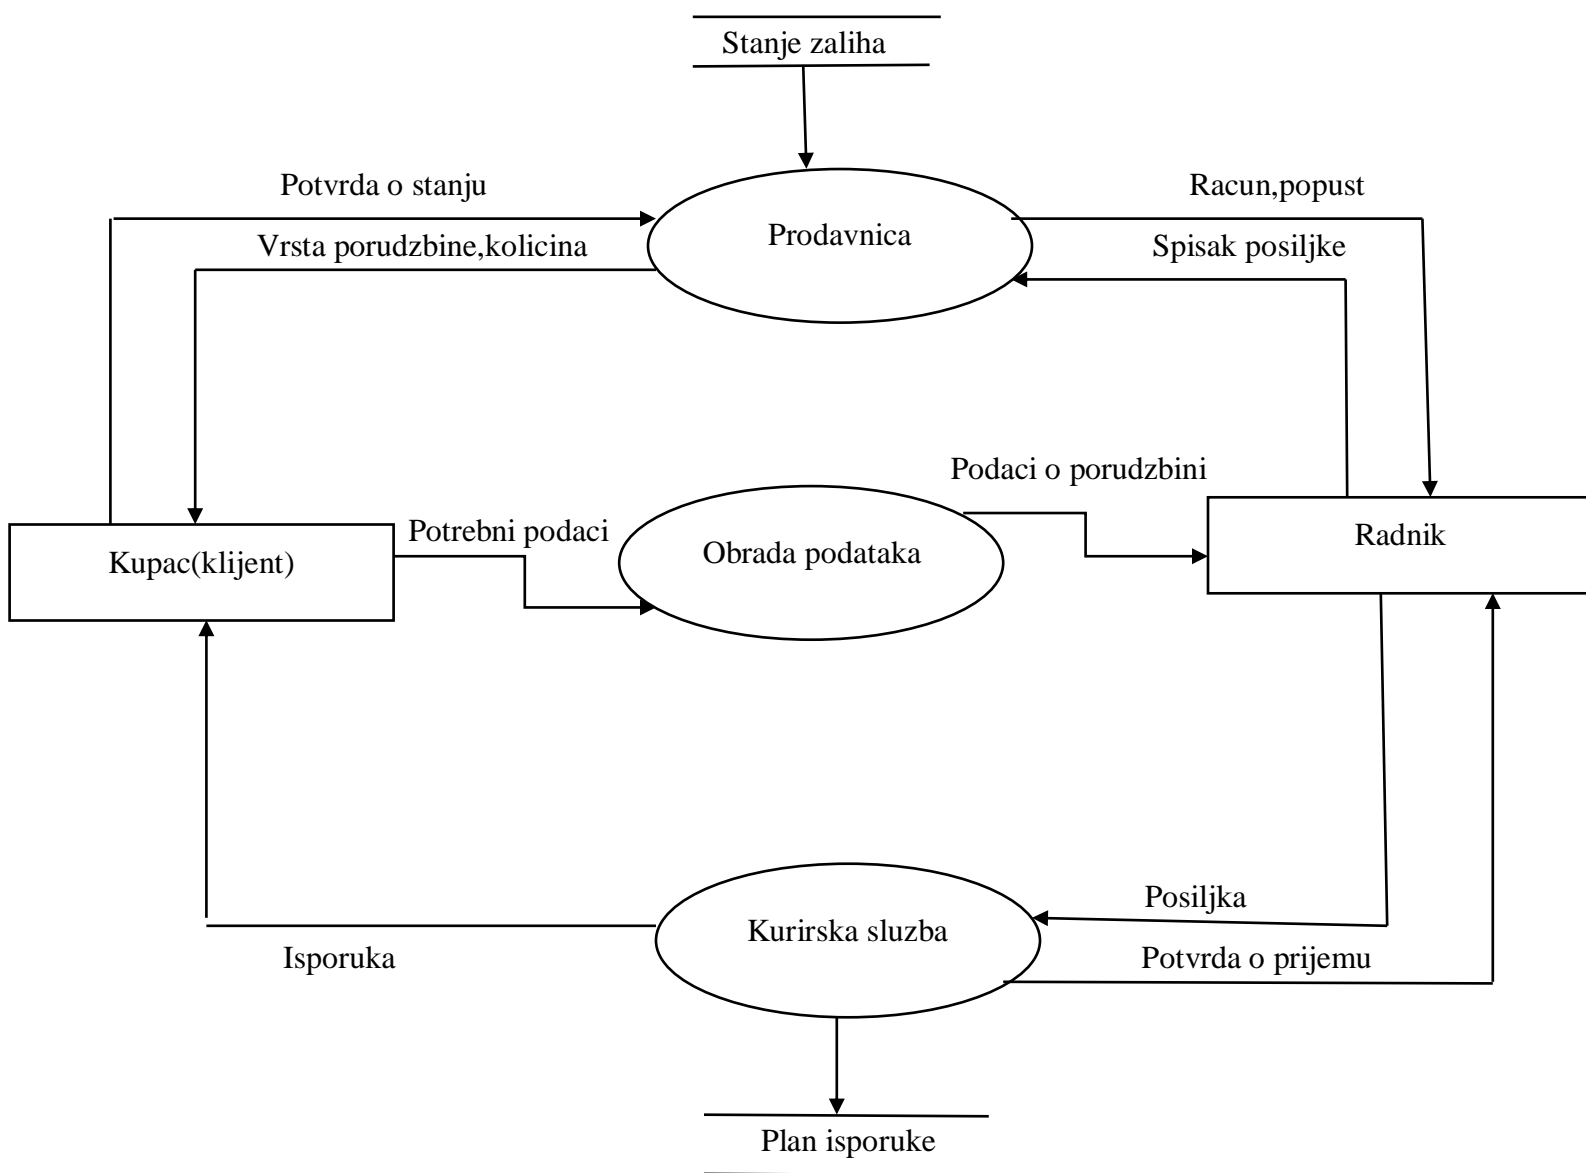 Stanje zaliha
Potvrda o stanju
Racun,popust
Prodavnica
Vrsta porudzbine,kolicina
Spisak posiljke
Podaci o porudzbini
Potrebni podaci
Radnik
Obrada podataka
Kupac(klijent)
Posiljka
Kurirska sluzba
Isporuka
Potvrda o prijemu
Plan isporuke